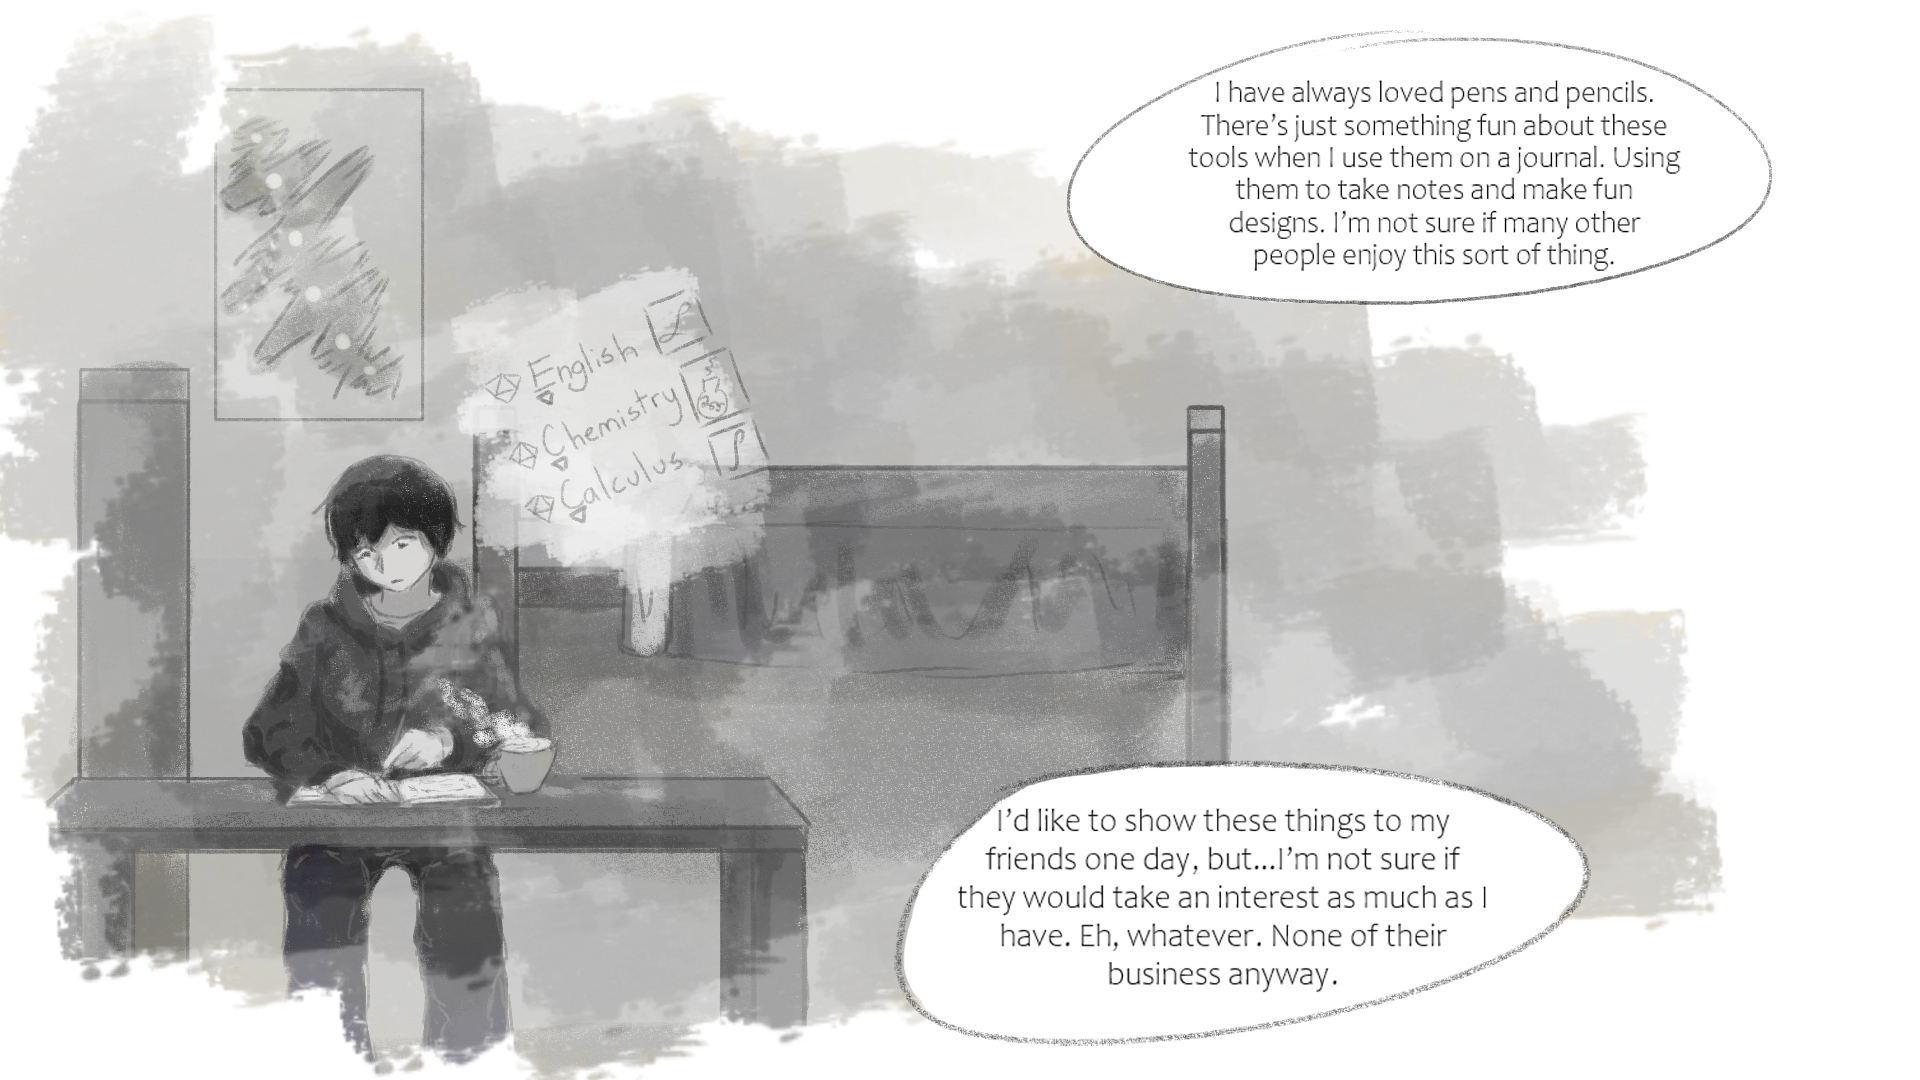 I have always loved pens and pencils.
There's just something fun about these
tools when I use them on a journal. Using
them to take notes and make fun
designs. I'm not sure if many other
people enjoy this sort of thing.
English
Chemistry
Calculus
I'd like to show these things to my
friends one day, but...I'm not sure if
they would take an interest as much as I
have. Eh, whatever. None of their
business anyway.